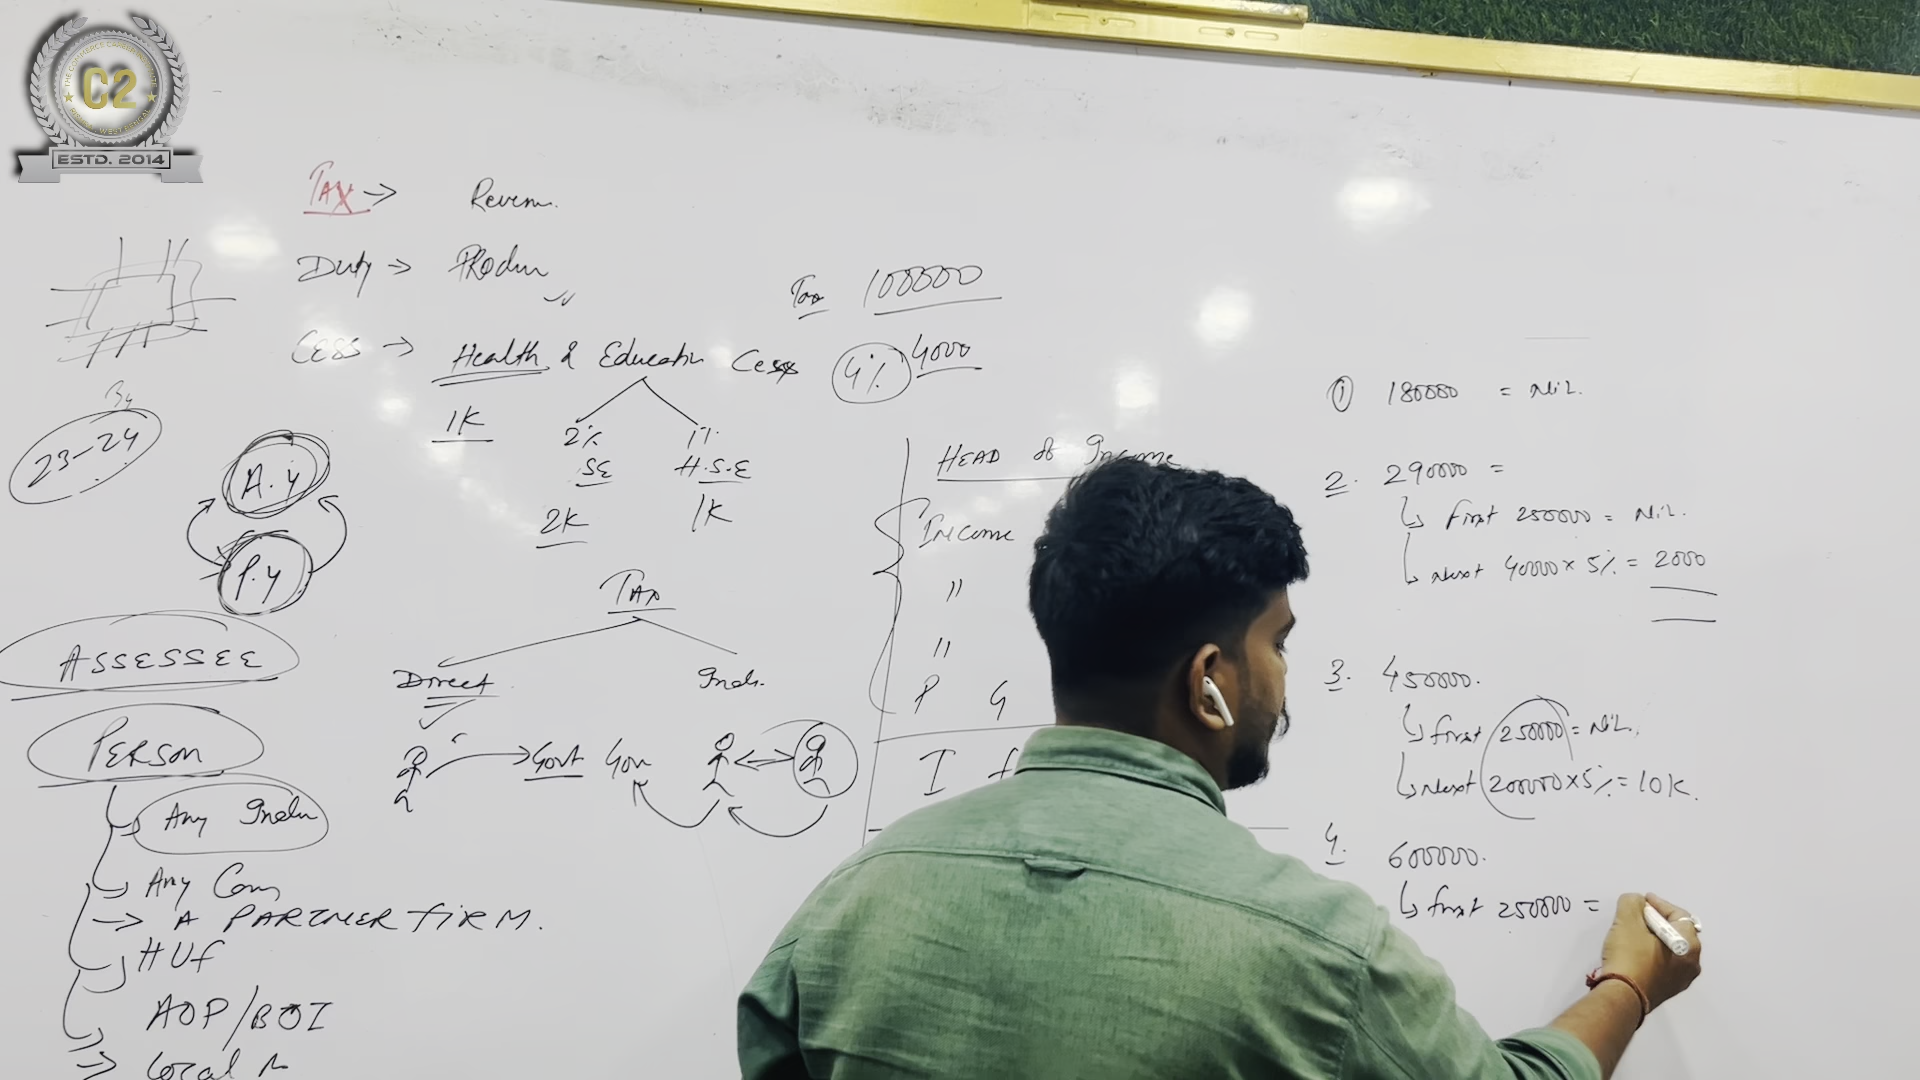 C2
ESTD. 2014
TAX → Reven.
Duty → PRodu
Tax 100000
CESS → Health & Education Cess 4% 4000
1K
2% 1%
SE H.S.E
2K 1K
23-24
A.Y
P.Y
ASSESSEE
PERSON
Any Indu
Any Com
→ A PARTNER FIRM.
HUF
AOP/BOI
→ Local
TAX
Direct Indi.
Govt Gov
HEAD of Income
Income
"
"
P G
I f
① 180000 = NiL.
2. 290000 =
first 250000 = NiL.
Next 40000 x 5% = 2000
3. 450000.
first 250000 = NiL.
Next 200000 x 5% = 10K.
4. 600000.
first 250000 =